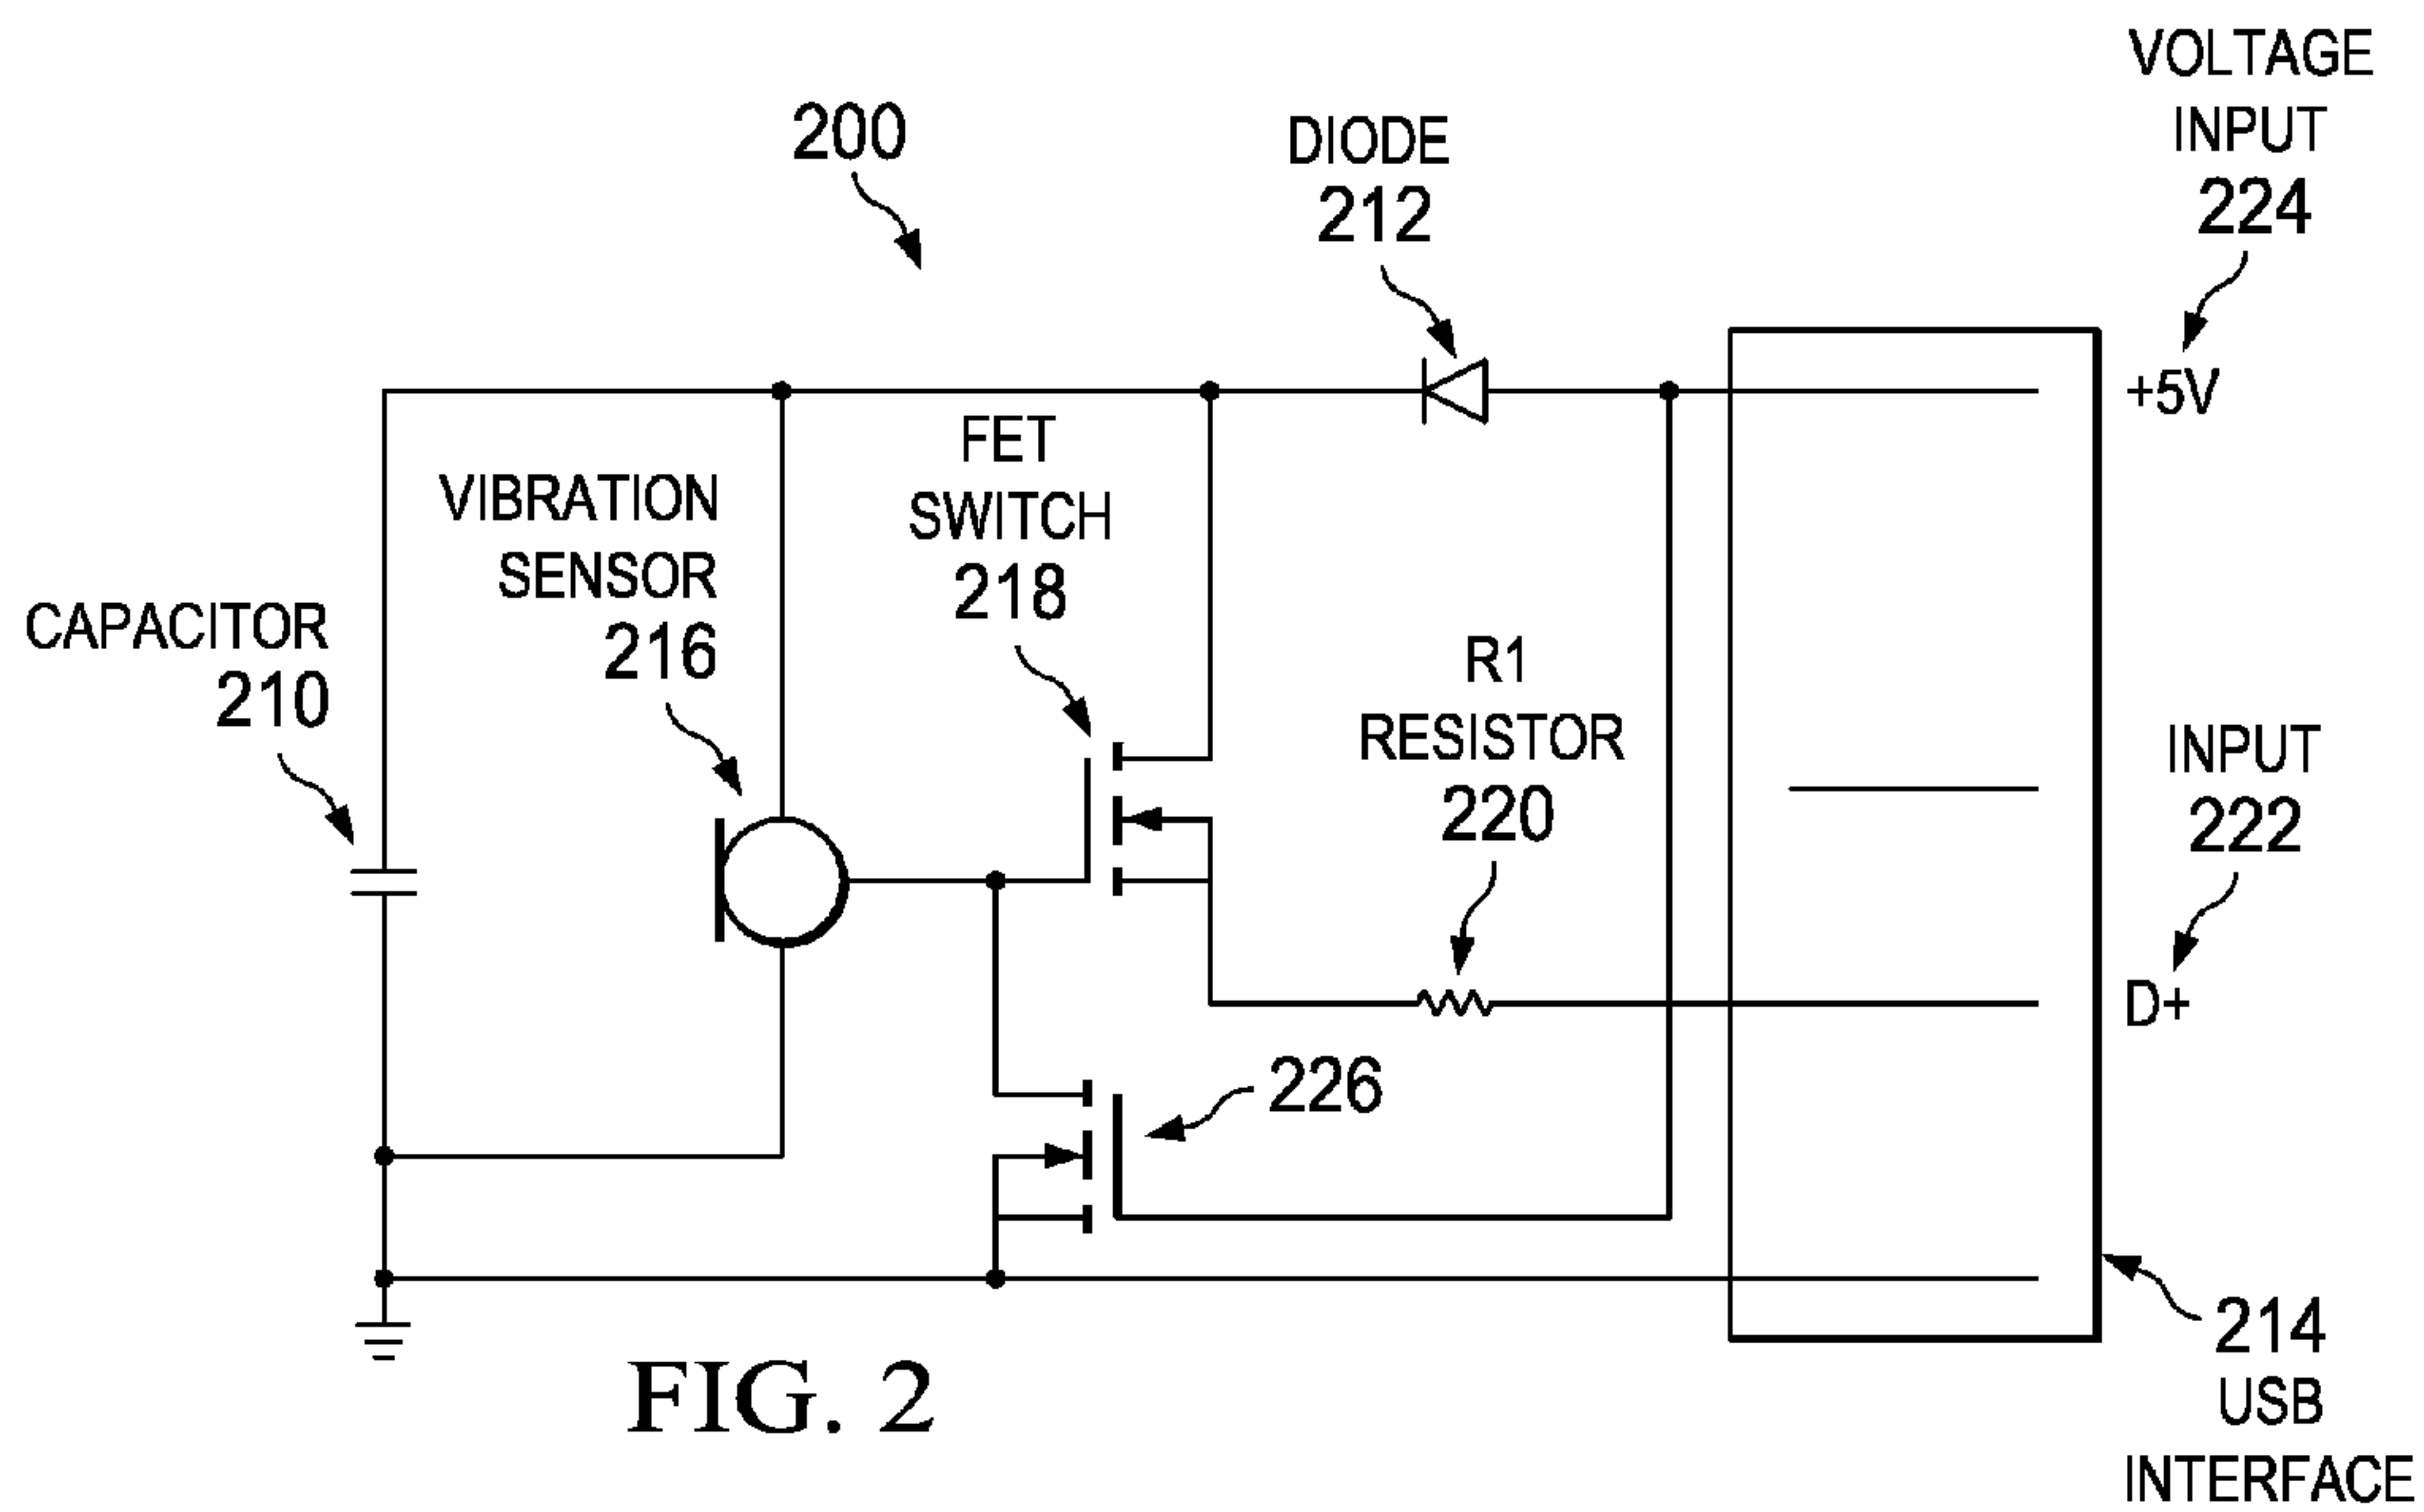 200
DIODE
212
VOLTAGE
INPUT
224
+5V
FET
SWITCH
218
VIBRATION
SENSOR
216
CAPACITOR
210
R1
RESISTOR
220
INPUT
222
D+
226
214
USB
INTERFACE
FIG. 2